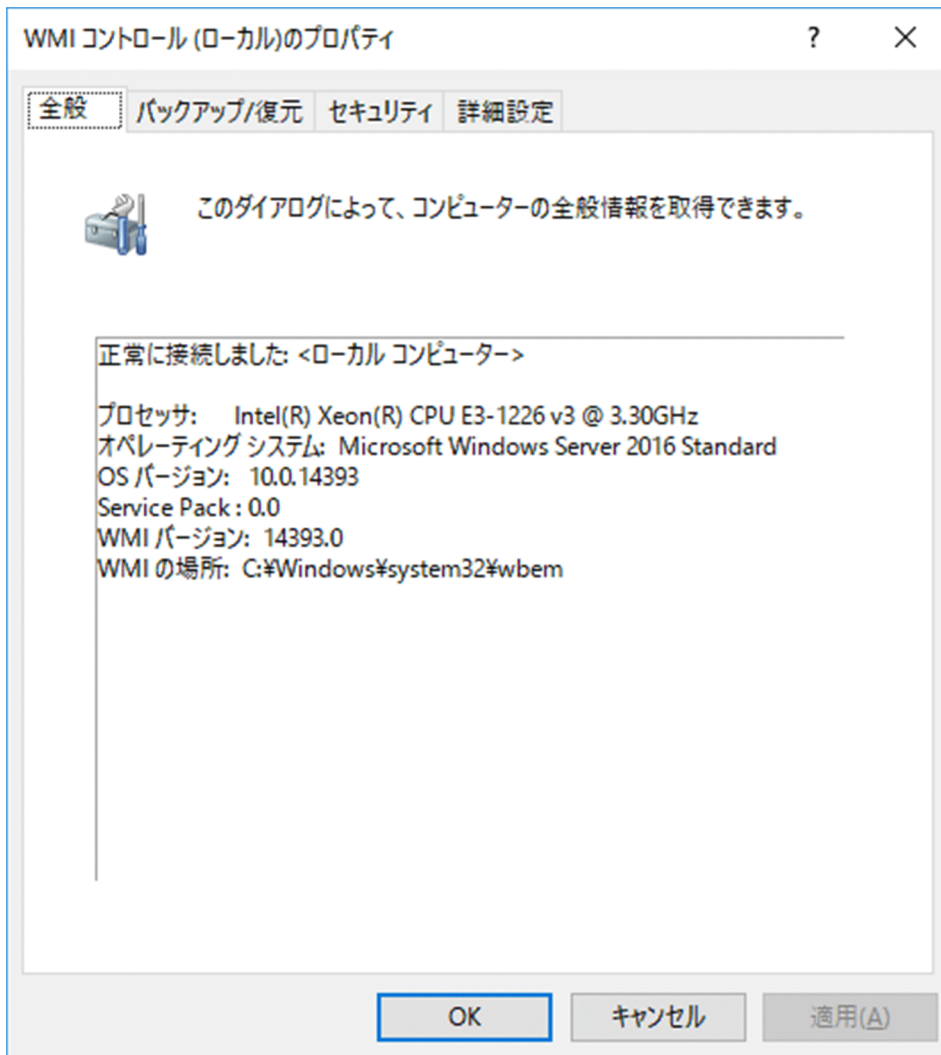 WMI コントロール (ローカル)のプロパティ
?
全般
バックアップ/復元
セキュリティ
詳細設定
このダイアログによって、コンピューターの全般情報を取得できます。
正常に接続しました: <ローカル コンピューター>
プロセッサ: Intel(R) Xeon(R) CPU E3-1226 v3 @ 3.30GHz
オペレーティング システム: Microsoft Windows Server 2016 Standard
OS バージョン: 10.0.14393
Service Pack : 0.0
WMI バージョン: 14393.0
WMI の場所: C:¥Windows¥system32¥wbem
OK
キャンセル
適用(A)